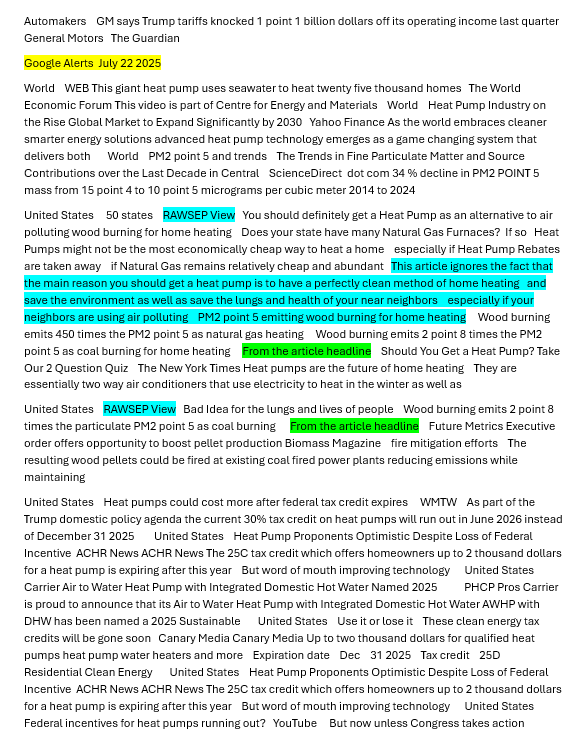 Automakers GM says Trump tariffs knocked 1 point 1 billion dollars off its operating income last quarter
General Motors The Guardian
Google Alerts July 22 2025
World WEB This giant heat pump uses seawater to heat twenty five thousand homes The World
Economic Forum This video is part of Centre for Energy and Materials World Heat Pump Industry on
the Rise Global Market to Expand Significantly by 2030 Yahoo Finance As the world embraces cleaner
smarter energy solutions advanced heat pump technology emerges as a game changing system that
delivers both World PM2 point 5 and trends The Trends in Fine Particulate Matter and Source
Contributions over the Last Decade in Central ScienceDirect dot com 34 % decline in PM2 POINT 5
mass from 15 point 4 to 10 point 5 micrograms per cubic meter 2014 to 2024
United States 50 states RAWSEP View You should definitely get a Heat Pump as an alternative to air
polluting wood burning for home heating Does your state have many Natural Gas Furnaces? If so Heat
Pumps might not be the most economically cheap way to heat a home especially if Heat Pump Rebates
are taken away if Natural Gas remains relatively cheap and abundant This article ignores the fact that
the main reason you should get a heat pump is to have a perfectly clean method of home heating and
save the environment as well as save the lungs and health of your near neighbors especially if your
neighbors are using air polluting PM2 point 5 emitting wood burning for home heating Wood burning
emits 450 times the PM2 point 5 as natural gas heating Wood burning emits 2 point 8 times the PM2
point 5 as coal burning for home heating From the article headline Should You Get a Heat Pump? Take
Our 2 Question Quiz The New York Times Heat pumps are the future of home heating They are
essentially two way air conditioners that use electricity to heat in the winter as well as
United States RAWSEP View Bad Idea for the lungs and lives of people Wood burning emits 2 point 8
times the particulate PM2 point 5 as coal burning From the article headline Future Metrics Executive
order offers opportunity to boost pellet production Biomass Magazine fire mitigation efforts The
resulting wood pellets could be fired at existing coal fired power plants reducing emissions while
maintaining
United States Heat pumps could cost more after federal tax credit expires WMTW As part of the
Trump domestic policy agenda the current 30% tax credit on heat pumps will run out in June 2026 instead
of December 31 2025 United States Heat Pump Proponents Optimistic Despite Loss of Federal
Incentive ACHR News ACHR News The 25C tax credit which offers homeowners up to 2 thousand dollars
for a heat pump is expiring after this year But word of mouth improving technology United States
Carrier Air to Water Heat Pump with Integrated Domestic Hot Water Named 2025 PHCP Pros Carrier
is proud to announce that its Air to Water Heat Pump with Integrated Domestic Hot Water AWHP with
DHW has been named a 2025 Sustainable United States Use it or lose it These clean energy tax
credits will be gone soon Canary Media Canary Media Up to two thousand dollars for qualified heat
pumps heat pump water heaters and more Expiration date Dec 31 2025 Tax credit 25D
Residential Clean Energy United States Heat Pump Proponents Optimistic Despite Loss of Federal
Incentive ACHR News ACHR News The 25C tax credit which offers homeowners up to 2 thousand dollars
for a heat pump is expiring after this year But word of mouth improving technology United States
Federal incentives for heat pumps running out? YouTube But now unless Congress takes action